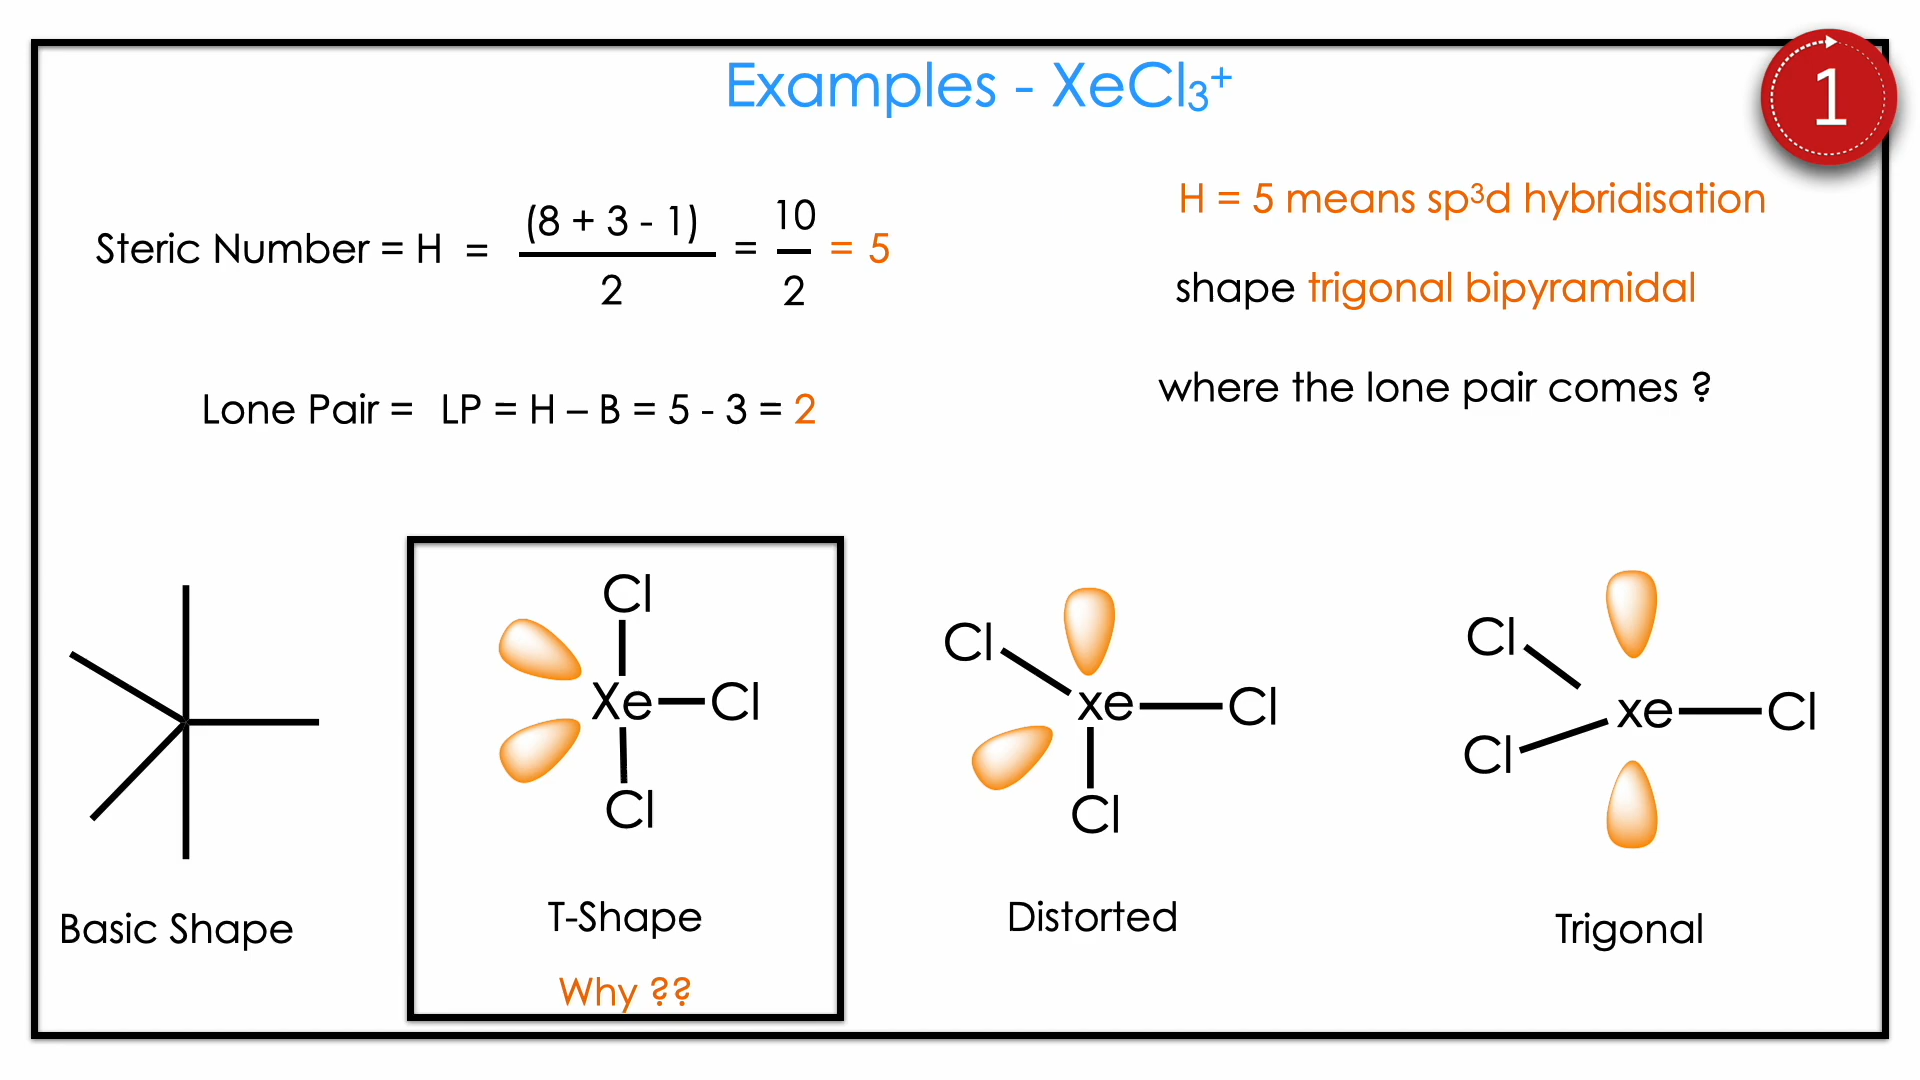 Examples - XeCl₃⁺
1
Steric Number = H = (8 + 3 - 1) / 2 = 10 / 2 = 5
Lone Pair = LP = H – B = 5 - 3 = 2
H = 5 means sp³d hybridisation
shape trigonal bipyramidal
where the lone pair comes ?
Basic Shape
Cl
Xe Cl
Cl
T-Shape
Why ??
Cl
xe Cl
Cl
Distorted
Cl
xe Cl
Cl
Trigonal